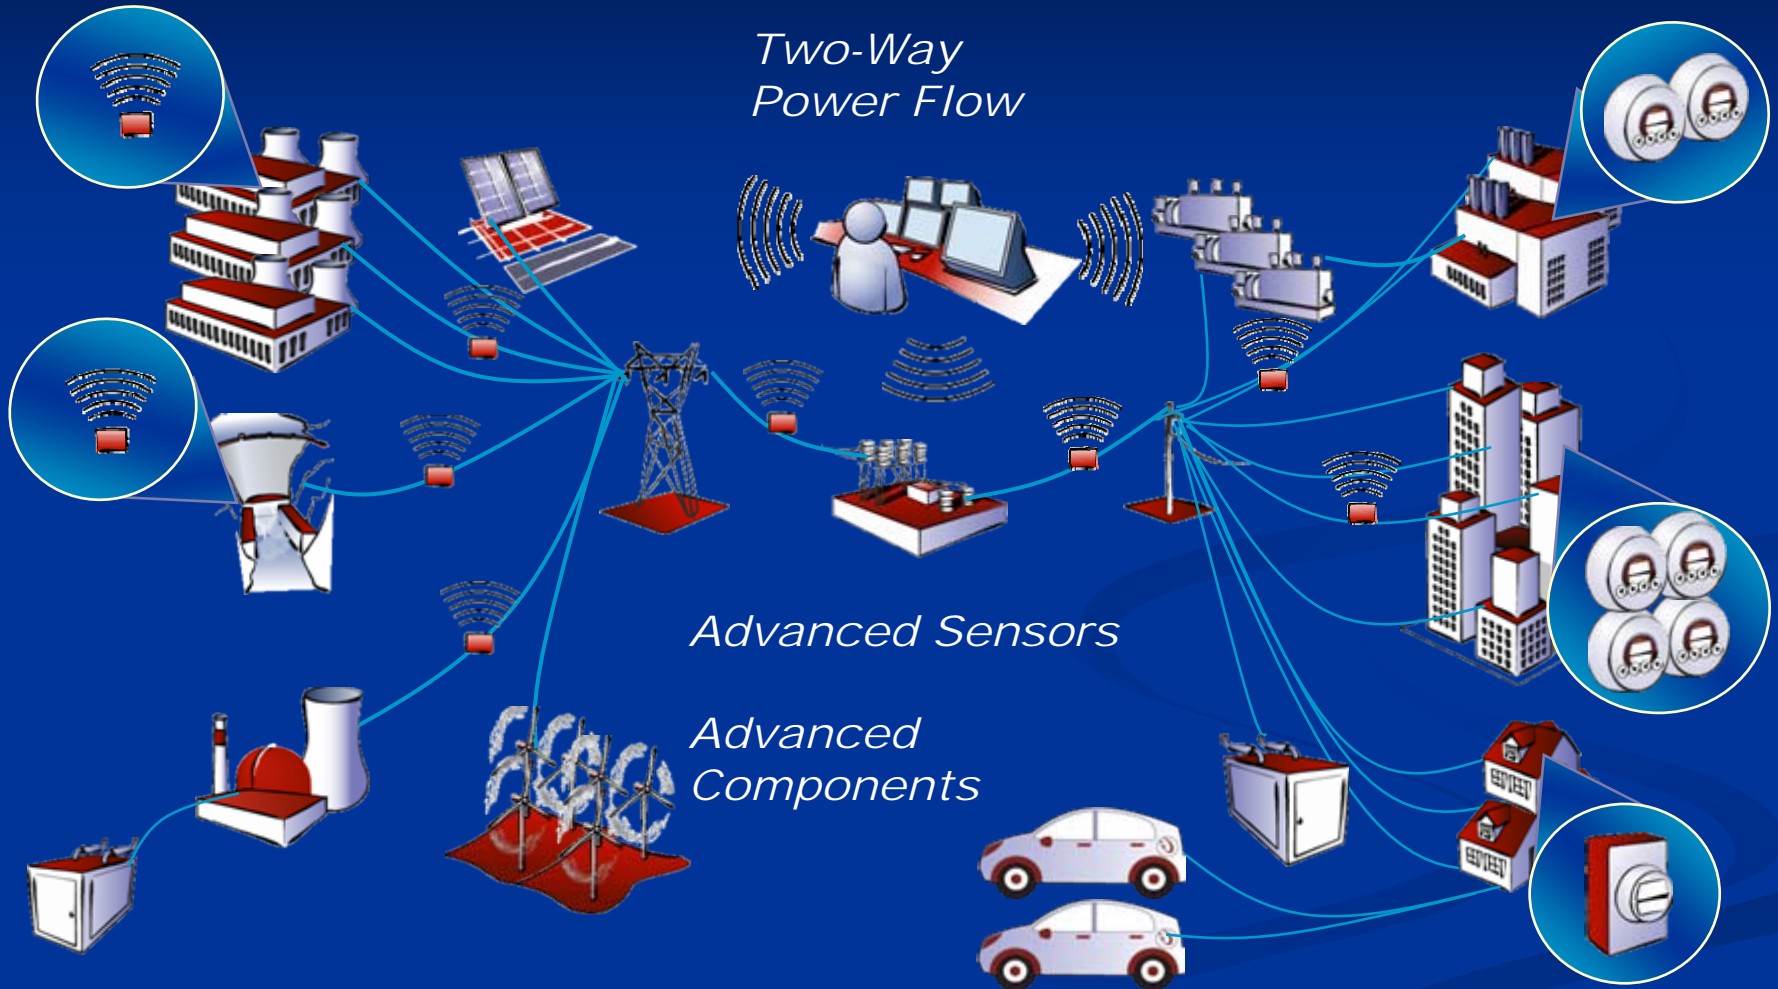 Two-Way
Power Flow
Advanced Sensors
Advanced
Components